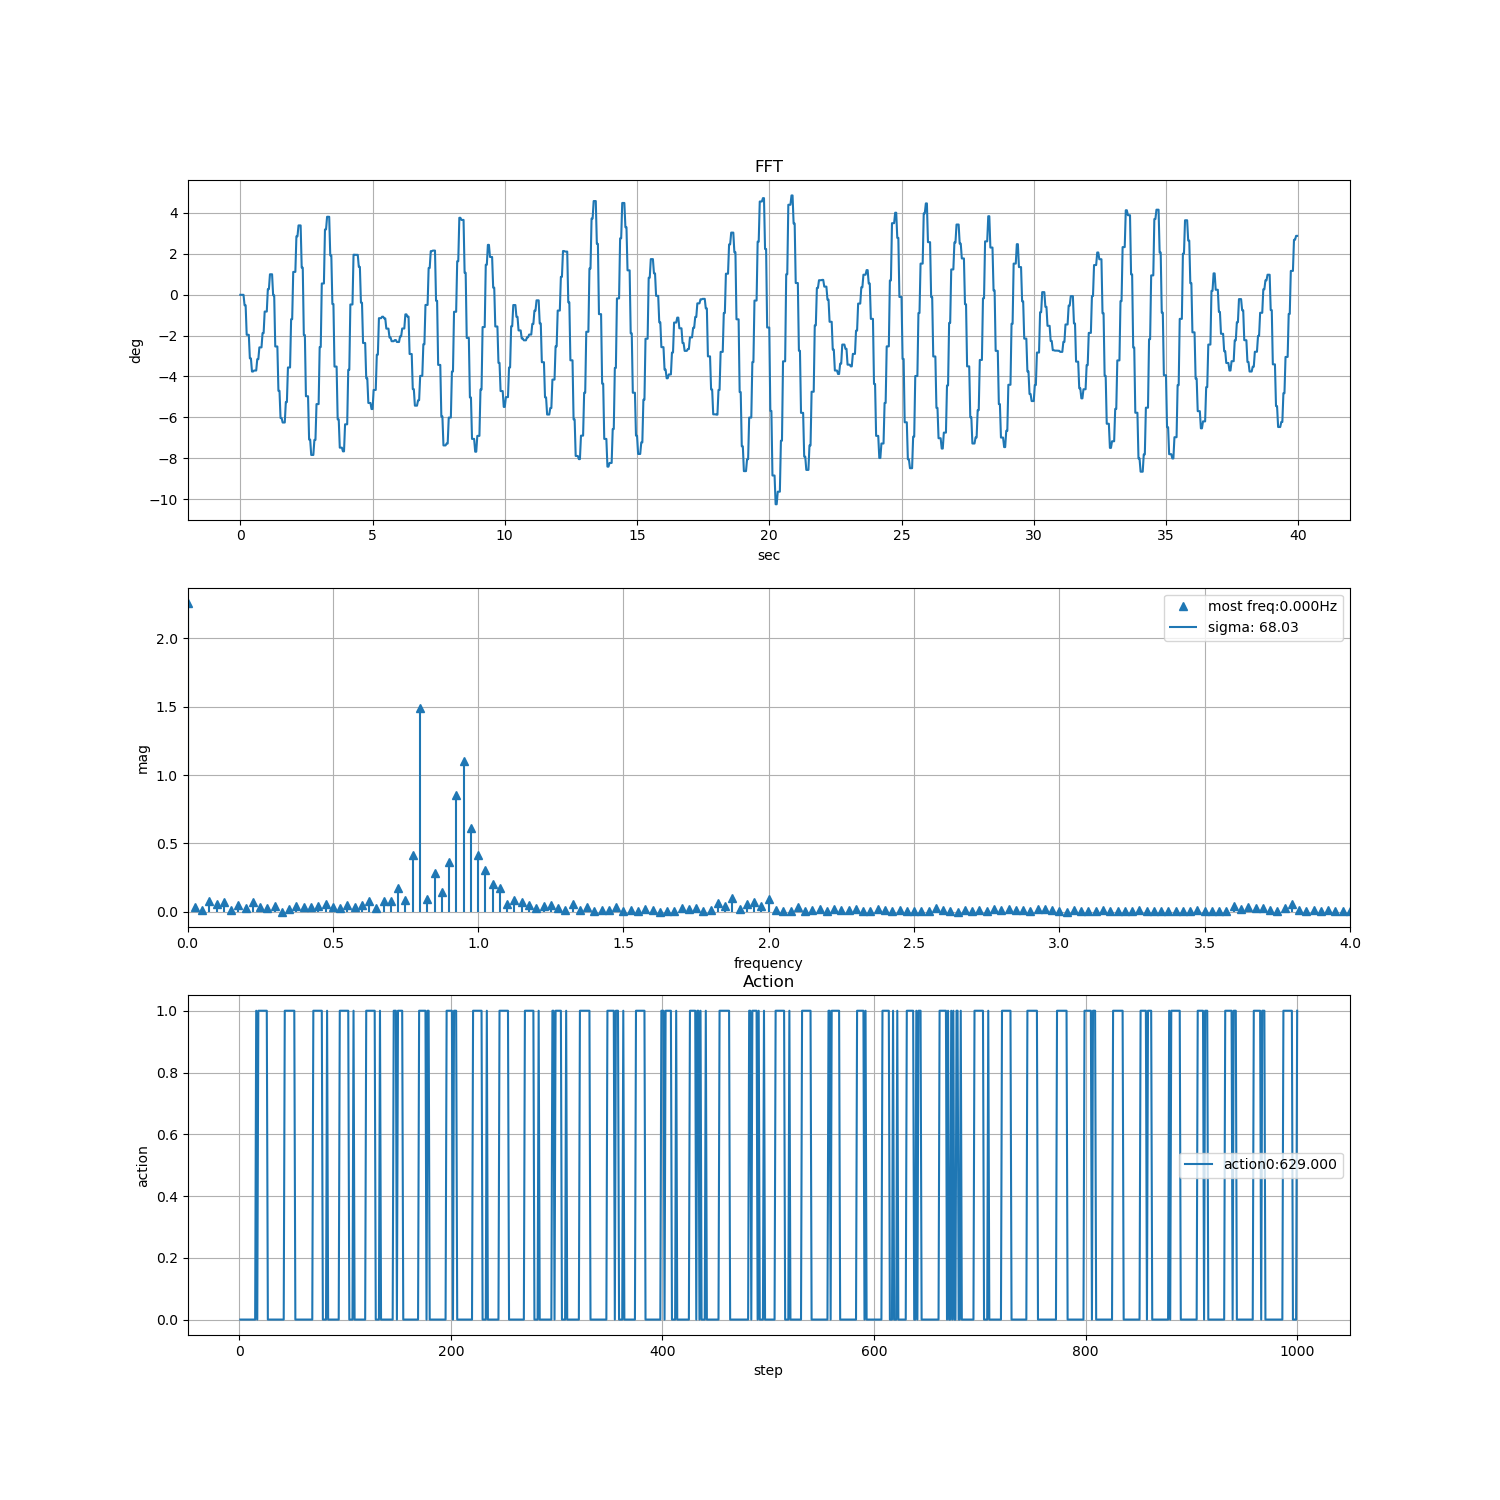 FFT
4
2
0
−2
−4
−6
−8
−10
deg
0 5 10 15 20 25 30 35 40
sec
most freq:0.000Hz
sigma: 68.03
2.0
1.5
1.0
0.5
0.0
mag
0.0 0.5 1.0 1.5 2.0 2.5 3.0 3.5 4.0
frequency
Action
1.0
0.8
0.6
0.4
0.2
0.0
action
action0:629.000
0 200 400 600 800 1000
step